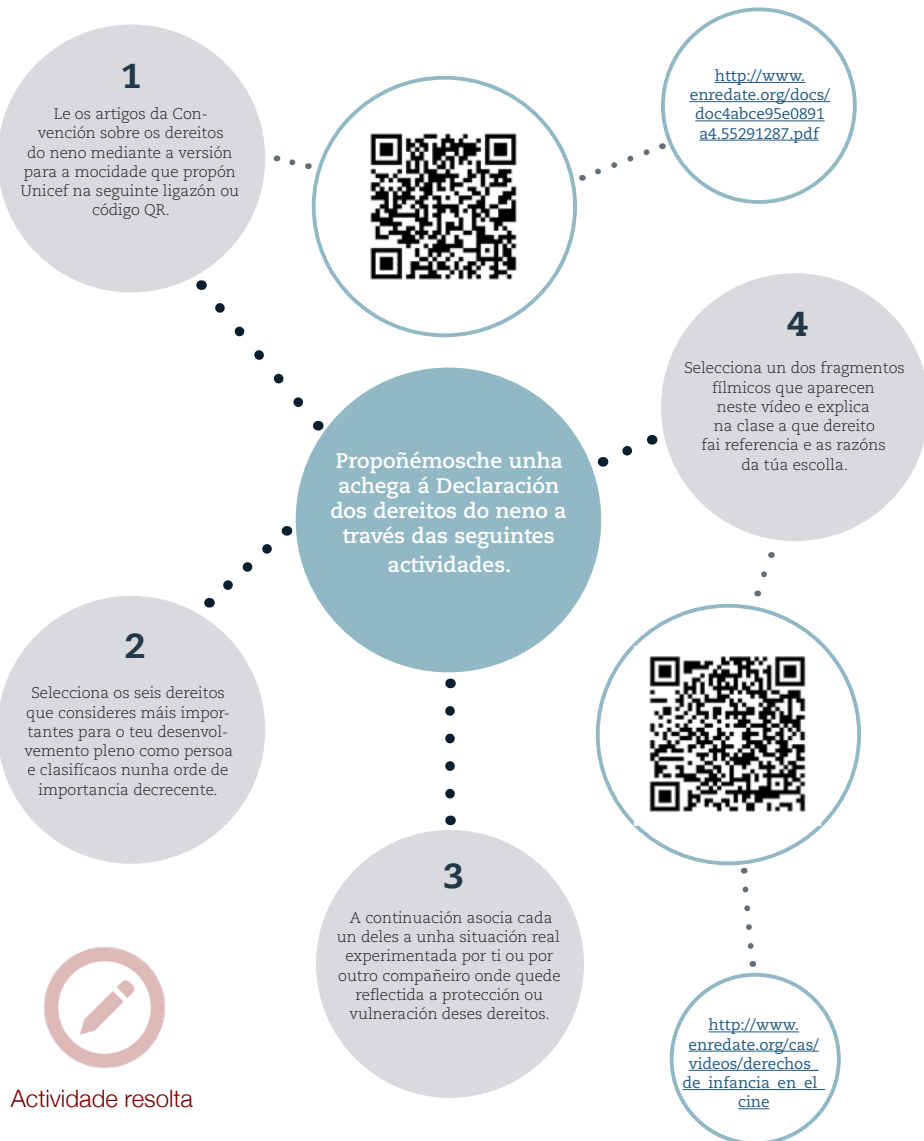 Propoñémosche unha
achega á Declaración
dos dereitos do neno a
través das seguintes
actividades.
1
Le os artigos da Con-
vención sobre os dereitos
do neno mediante a versión
para a mocidade que propón
Unicef na seguinte ligazón ou
código QR.
http://www.
enredate.org/docs/
doc4abce95e0891
a4.55291287.pdf
2
Selecciona os seis dereitos
que consideres máis impor-
tantes para o teu desenvol-
vemento pleno como persoa
e clasifícaos nunha orde de
importancia decrecente.
3
A continuación asocia cada
un deles a unha situación real
experimentada por ti ou por
outro compañeiro onde quede
reflectida a protección ou
vulneración deses dereitos.
4
Selecciona un dos fragmentos
fílmicos que aparecen
neste vídeo e explica
na clase a que dereito
fai referencia e as razóns
da túa escolla.
http://www.
enredate.org/cas/
videos/derechos_
de_infancia_en_el_
cine
Actividade resolta